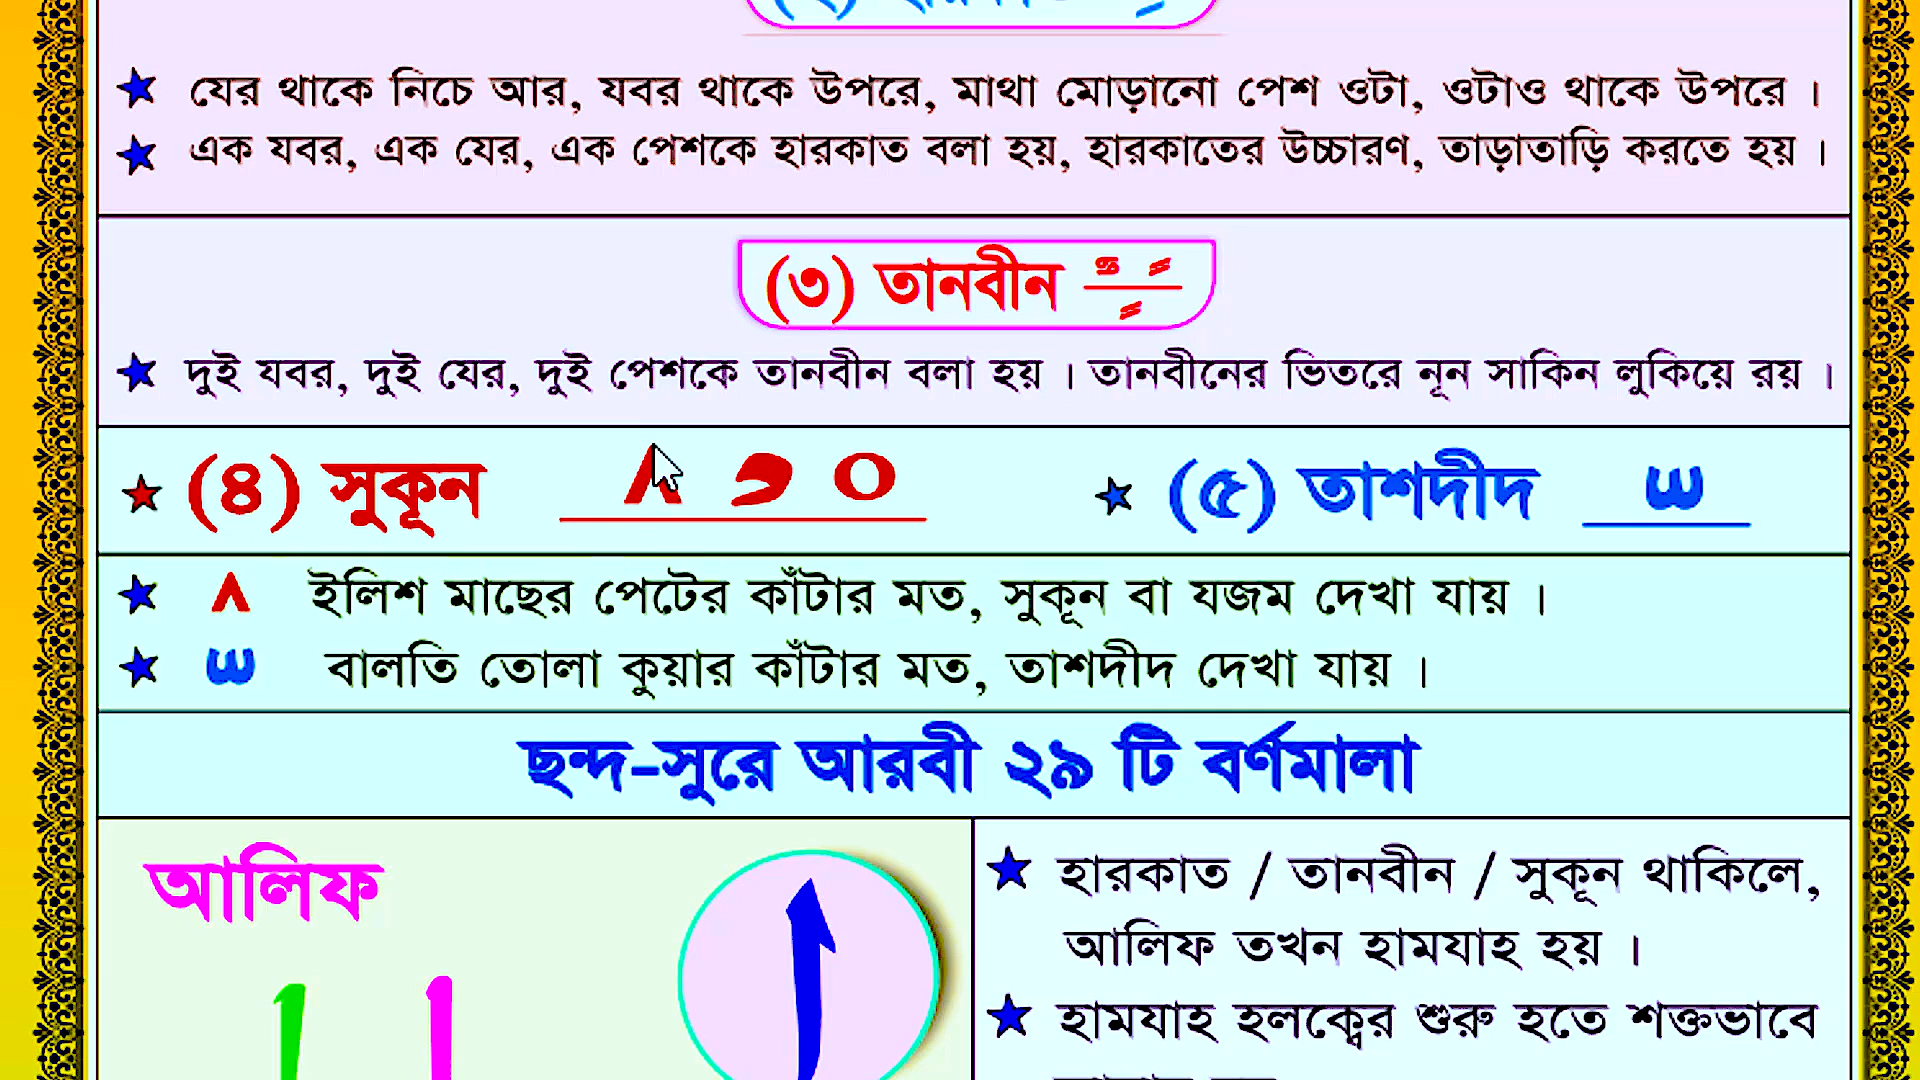 ★ যের থাকে নিচে আর, যবর থাকে উপরে, মাথা মোড়ানো পেশ ওটা, ওটাও থাকে উপরে ।
★ এক যবর, এক যের, এক পেশকে হারকাত বলা হয়, হারকাতের উচ্চারণ, তাড়াতাড়ি করতে হয় ।
(৩) তানবীন
★ দুই যবর, দুই যের, দুই পেশকে তানবীন বলা হয় । তানবীনের ভিতরে নূন সাকিন লুকিয়ে রয় ।
★ (৪) সুকূন
★ (৫) তাশদীদ
★ ইলিশ মাছের পেটের কাঁটার মত, সুকূন বা যজম দেখা যায় ।
★ বালতি তোলা কুয়ার কাঁটার মত, তাশদীদ দেখা যায় ।
ছন্দ-সুরে আরবী ২৯ টি বর্ণমালা
আলিফ
ا
ا ا
★ হারকাত / তানবীন / সুকূন থাকিলে,
আলিফ তখন হামযাহ হয় ।
★ হামযাহ হলক্বের শুরু হতে শক্তভাবে